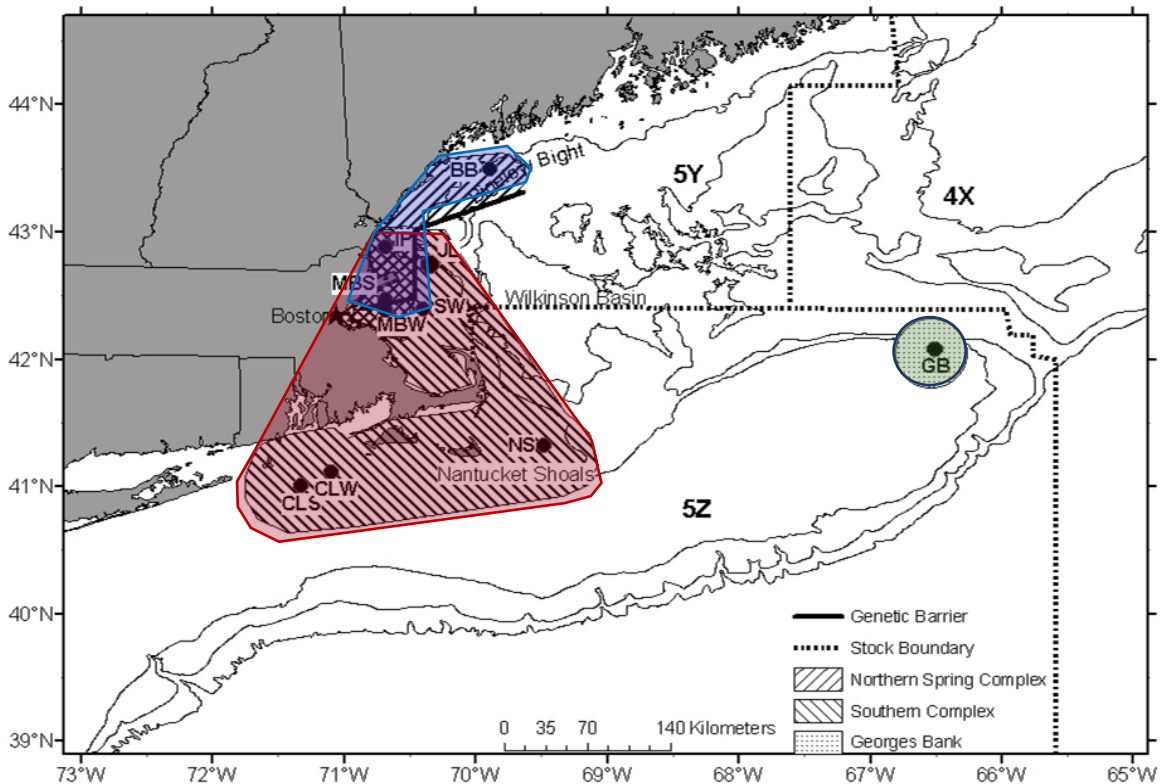 44°N
43°N
42°N
41°N
40°N
39°N
5Y
4X
BB
Bight
IP
MBS
Wilkinson Basin
SW
Boston
MBW
GB
NS
Nantucket Shoals
CLW
CLS
5Z
Genetic Barrier
Stock Boundary
Northern Spring Complex
Southern Complex
Georges Bank
0 35 70 140 Kilometers
73°W 72°W 71°W 70°W 69°W 68°W 67°W 66°W 65°W